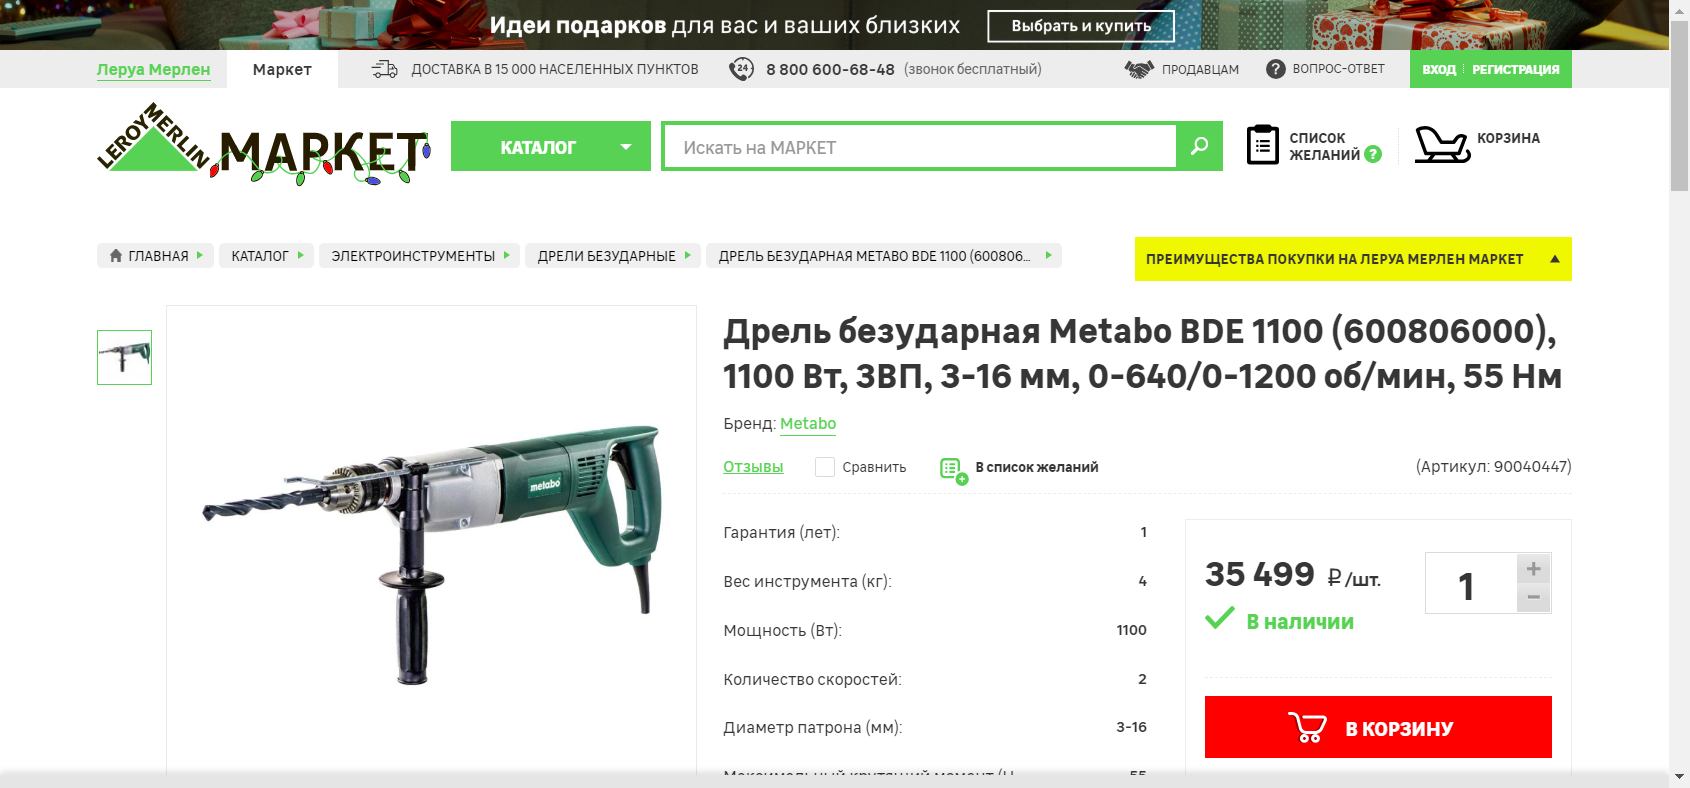 Идеи подарков для вас и ваших близких
Выбрать и купить
Леруа Мерлен
Маркет
ДОСТАВКА В 15 000 НАСЕЛЕННЫХ ПУНКТОВ
24
8 800 600-68-48 (звонок бесплатный)
ПРОДАВЦАМ
ВОПРОС-ОТВЕТ
ВХОД
РЕГИСТРАЦИЯ
LEROY MERLIN
МАРКЕТ
КАТАЛОГ
Искать на МАРКЕТ
СПИСОК
ЖЕЛАНИЙ ?
КОРЗИНА
ГЛАВНАЯ
КАТАЛОГ
ЭЛЕКТРОИНСТРУМЕНТЫ
ДРЕЛИ БЕЗУДАРНЫЕ
ДРЕЛЬ БЕЗУДАРНАЯ METABO BDE 1100 (600806...
ПРЕИМУЩЕСТВА ПОКУПКИ НА ЛЕРУА МЕРЛЕН МАРКЕТ
metabo
Дрель безударная Metabo BDE 1100 (600806000),
1100 Вт, ЗВП, 3-16 мм, 0-640/0-1200 об/мин, 55 Нм
Бренд: Metabo
Отзывы
Сравнить
В список желаний
(Артикул: 90040447)
Гарантия (лет): 1
Вес инструмента (кг): 4
Мощность (Вт): 1100
Количество скоростей: 2
Диаметр патрона (мм): 3-16
Максимальный крутящий момент (Н 55
35 499 ₽ /шт.
1
+
−
В наличии
В КОРЗИНУ